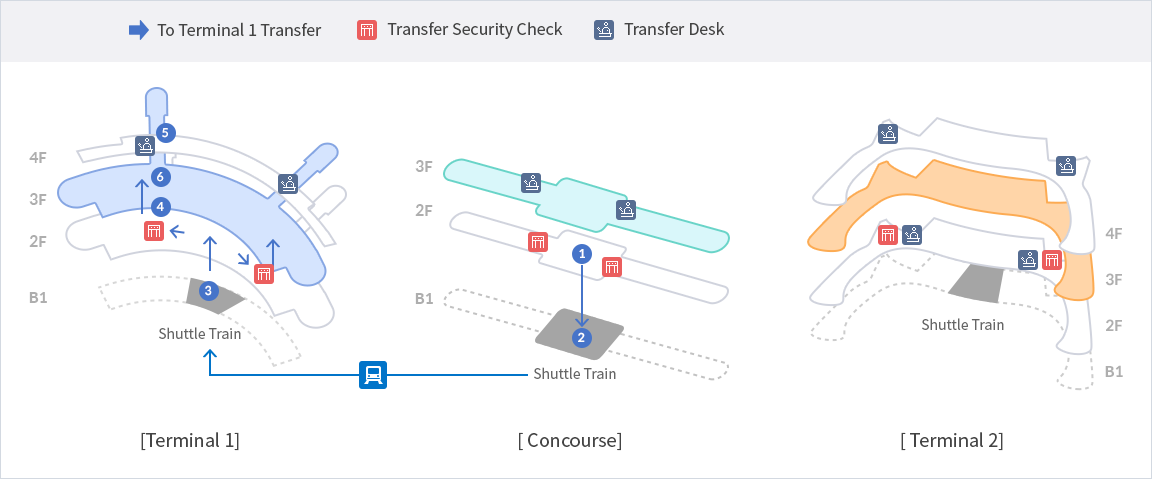 To Terminal 1 Transfer
Transfer Security Check
Transfer Desk
4F
3F
2F
B1
5
6
4
3
Shuttle Train
[Terminal 1]
3F
2F
B1
1
2
Shuttle Train
[ Concourse]
4F
3F
2F
B1
Shuttle Train
[ Terminal 2]